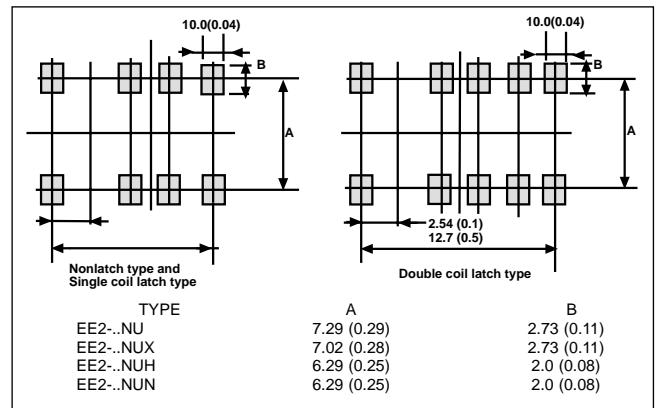 10.0(0.04)
10.0(0.04)
B
B
A
A
2.54 (0.1)
12.7 (0.5)
Nonlatch type and
Single coil latch type
Double coil latch type
TYPE A B
EE2-..NU 7.29 (0.29) 2.73 (0.11)
EE2-..NUX 7.02 (0.28) 2.73 (0.11)
EE2-..NUH 6.29 (0.25) 2.0 (0.08)
EE2-..NUN 6.29 (0.25) 2.0 (0.08)